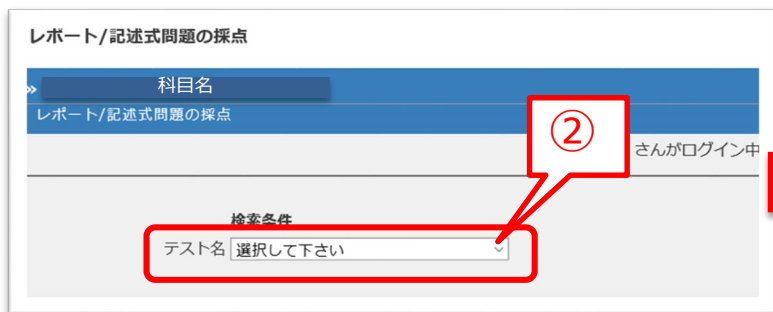 レポート/記述式問題の採点
» 科目名
レポート/記述式問題の採点
②
さんがログイン中
検索条件
テスト名 選択して下さい